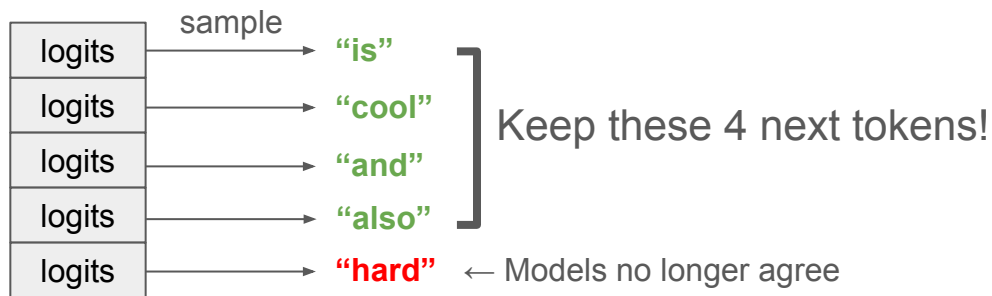 sample
logits “is”
logits “cool”
Keep these 4 next tokens!
logits “and”
logits “also”
logits “hard” ← Models no longer agree